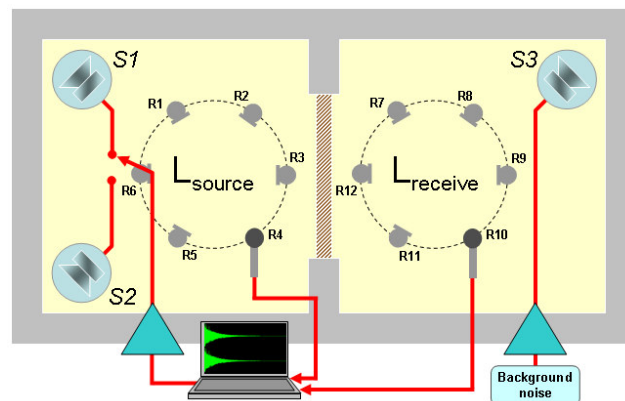 S1
S3
R1
R2
R7
R8
R3
R9
R6
Lsource
R12
Lreceive
R5
R4
R11
R10
S2
Background
noise